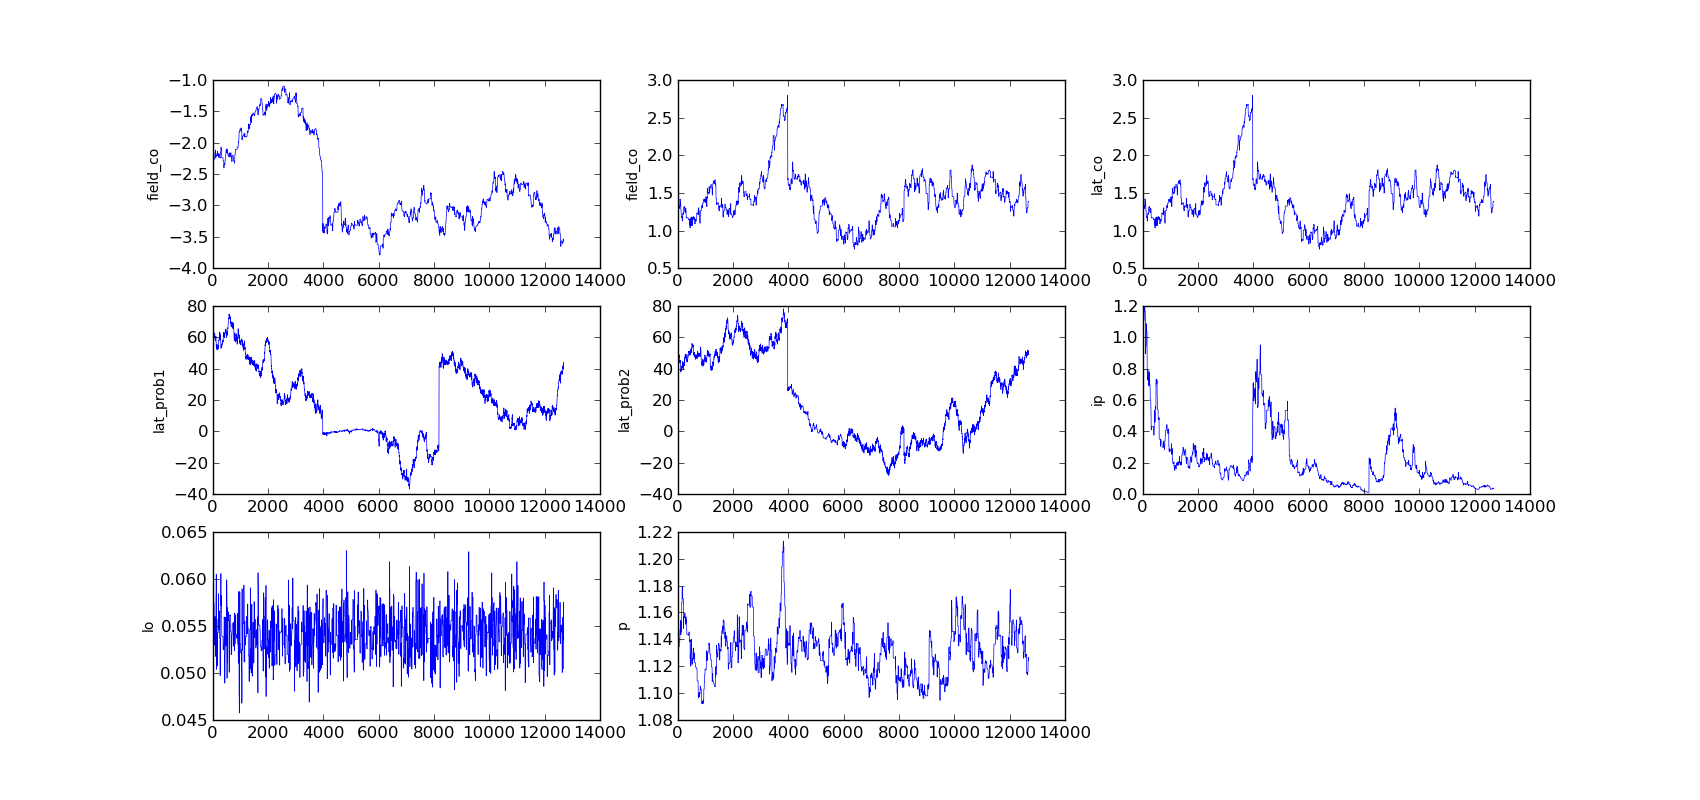 −1.0 −1.5 −2.0 −2.5 −3.0 −3.5 −4.0
field_co
0 2000 4000 6000 8000 10000 12000 14000
3.0 2.5 2.0 1.5 1.0 0.5
field_co
0 2000 4000 6000 8000 10000 12000 14000
3.0 2.5 2.0 1.5 1.0 0.5
lat_co
0 2000 4000 6000 8000 10000 12000 14000
80 60 40 20 0 −20 −40
lat_prob1
0 2000 4000 6000 8000 10000 12000 14000
80 60 40 20 0 −20 −40
lat_prob2
0 2000 4000 6000 8000 10000 12000 14000
1.2 1.0 0.8 0.6 0.4 0.2 0.0
ip
0 2000 4000 6000 8000 10000 12000 14000
0.065 0.060 0.055 0.050 0.045
lo
0 2000 4000 6000 8000 10000 12000 14000
1.22 1.20 1.18 1.16 1.14 1.12 1.10 1.08
p
0 2000 4000 6000 8000 10000 12000 14000